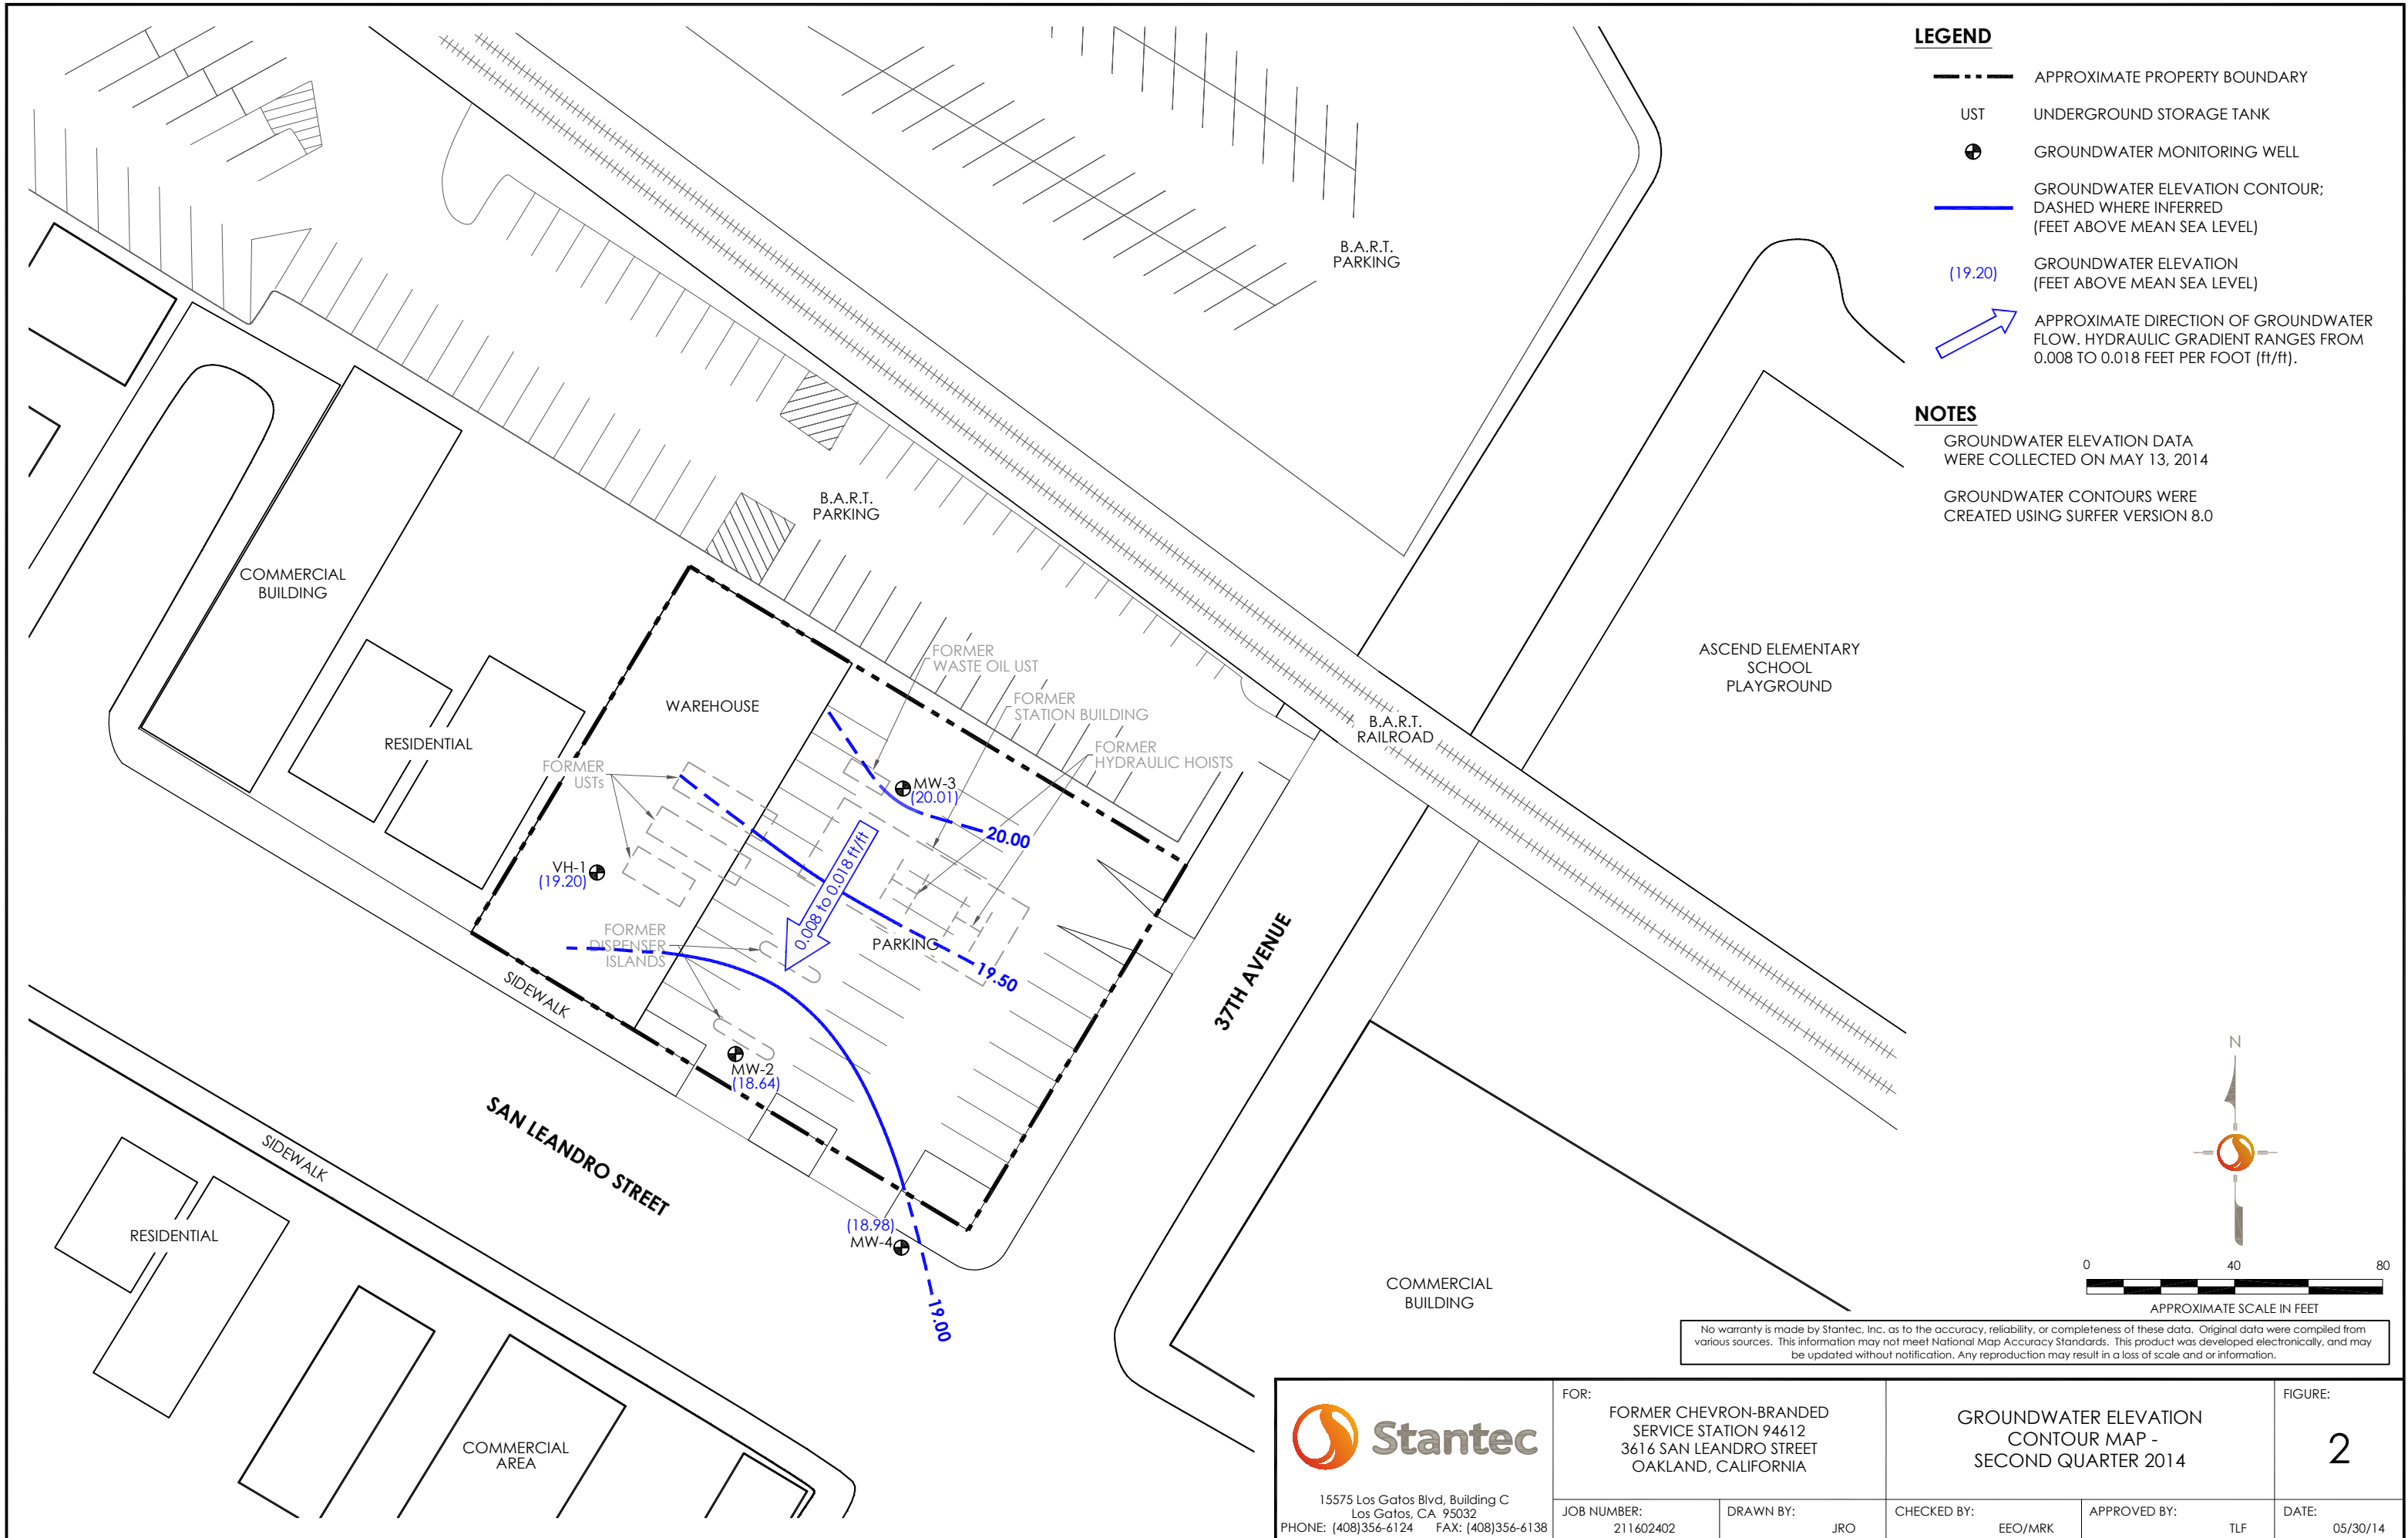 LEGEND
APPROXIMATE PROPERTY BOUNDARY
UST
UNDERGROUND STORAGE TANK
GROUNDWATER MONITORING WELL
GROUNDWATER ELEVATION CONTOUR;
DASHED WHERE INFERRED
(FEET ABOVE MEAN SEA LEVEL)
(19.20)
GROUNDWATER ELEVATION
(FEET ABOVE MEAN SEA LEVEL)
APPROXIMATE DIRECTION OF GROUNDWATER
FLOW. HYDRAULIC GRADIENT RANGES FROM
0.008 TO 0.018 FEET PER FOOT (ft/ft).
NOTES
GROUNDWATER ELEVATION DATA
WERE COLLECTED ON MAY 13, 2014
GROUNDWATER CONTOURS WERE
CREATED USING SURFER VERSION 8.0
B.A.R.T.
PARKING
B.A.R.T.
PARKING
COMMERCIAL
BUILDING
RESIDENTIAL
WAREHOUSE
FORMER
WASTE OIL UST
FORMER
STATION BUILDING
FORMER
HYDRAULIC HOISTS
B.A.R.T.
RAILROAD
ASCEND ELEMENTARY
SCHOOL
PLAYGROUND
FORMER
USTs
MW-3
(20.01)
20.00
VH-1
(19.20)
0.008 to 0.018 ft/ft
FORMER
DISPENSER
ISLANDS
PARKING
19.50
37TH AVENUE
SIDEWALK
MW-2
(18.64)
SAN LEANDRO STREET
SIDEWALK
RESIDENTIAL
(18.98)
MW-4
19.00
COMMERCIAL
BUILDING
COMMERCIAL
AREA
N
0
40
80
APPROXIMATE SCALE IN FEET
No warranty is made by Stantec, Inc. as to the accuracy, reliability, or completeness of these data. Original data were compiled from
various sources. This information may not meet National Map Accuracy Standards. This product was developed electronically, and may
be updated without notification. Any reproduction may result in a loss of scale and or information.
Stantec
15575 Los Gatos Blvd, Building C
Los Gatos, CA 95032
PHONE: (408)356-6124 FAX: (408)356-6138
FOR:
FORMER CHEVRON-BRANDED
SERVICE STATION 94612
3616 SAN LEANDRO STREET
OAKLAND, CALIFORNIA
GROUNDWATER ELEVATION
CONTOUR MAP -
SECOND QUARTER 2014
FIGURE:
2
JOB NUMBER:
211602402
DRAWN BY:
JRO
CHECKED BY:
EEO/MRK
APPROVED BY:
TLF
DATE:
05/30/14